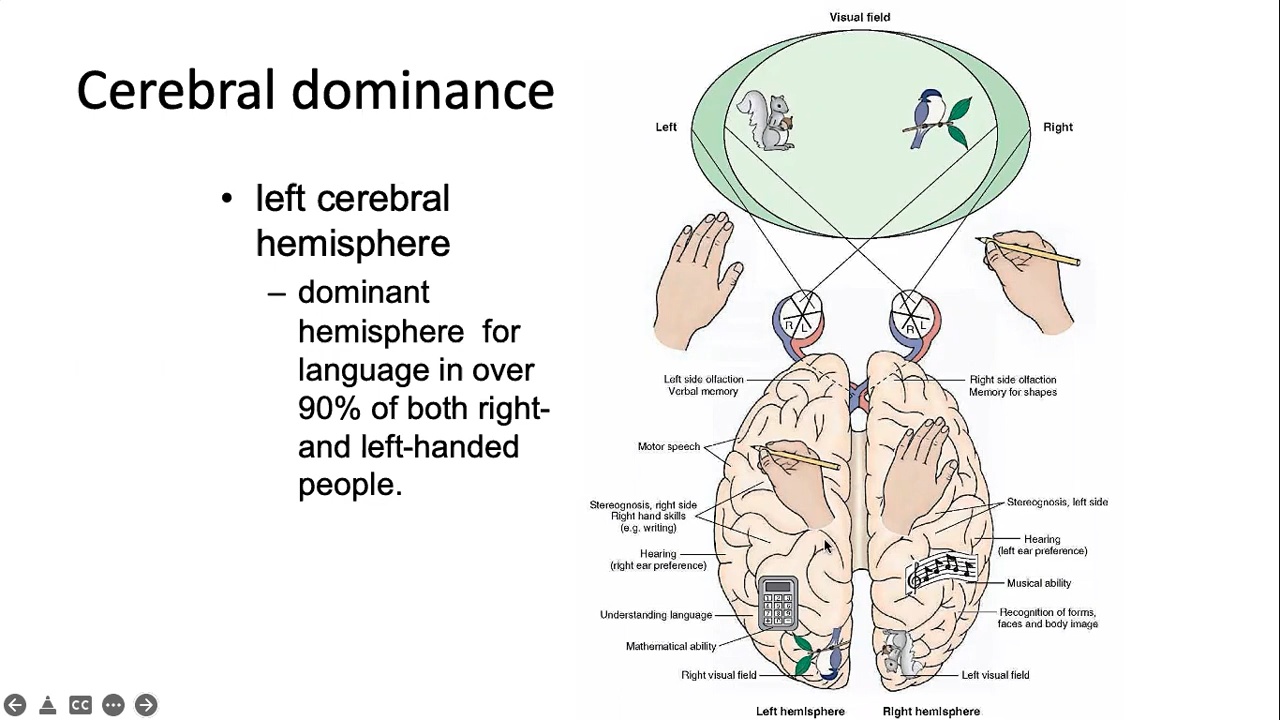 Cerebral dominance
• left cerebral
hemisphere
– dominant
hemisphere for
language in over
90% of both right-
and left-handed
people.
Visual field
Left
Right
R L
R L
Left side olfaction
Verbal memory
Right side olfaction
Memory for shapes
Motor speech
Stereognosis, right side
Right hand skills
(e.g. writing)
Stereognosis, left side
Hearing
(right ear preference)
Hearing
(left ear preference)
Musical ability
Understanding language
Recognition of forms,
faces and body image
Mathematical ability
Right visual field
Left visual field
Left hemisphere
Right hemisphere
CC